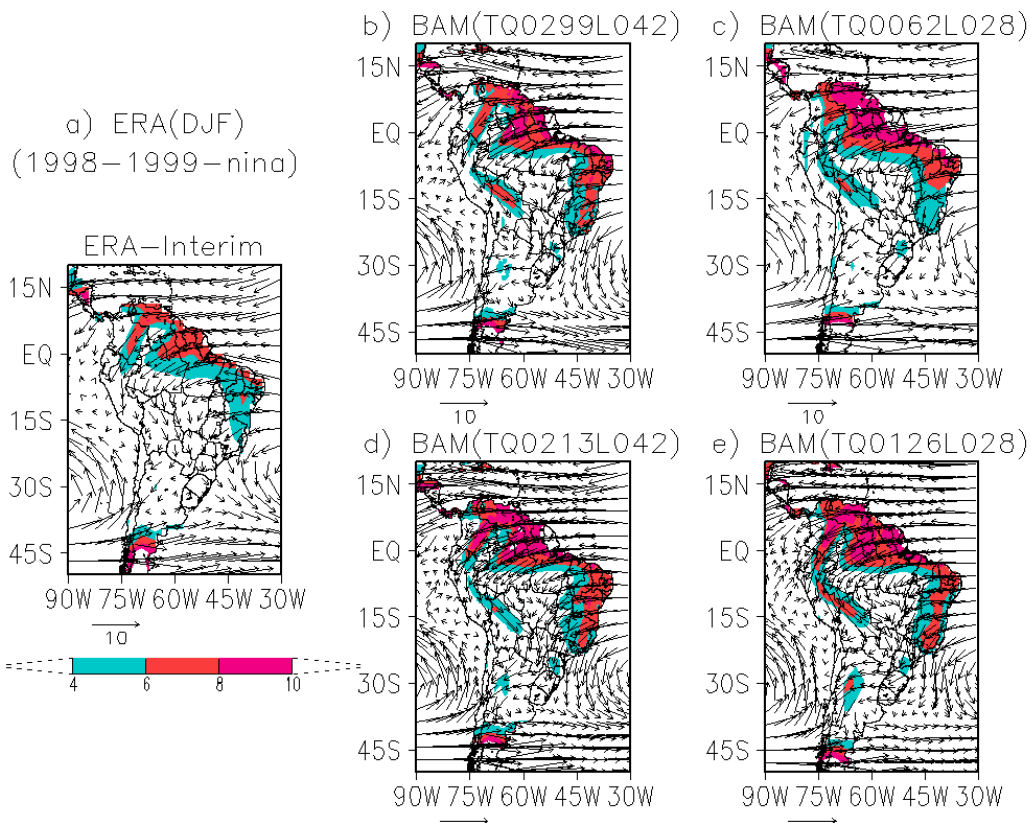 a) ERA(DJF)
(1998-1999-nina)
ERA-Interim
15N
EQ
15S
30S
45S
90W 75W 60W 45W 30W
10
4 6 8 10
b) BAM(TQ0299L042)
15N
EQ
15S
30S
45S
90W 75W 60W 45W 30W
10
c) BAM(TQ0062L028)
15N
EQ
15S
30S
45S
90W 75W 60W 45W 30W
10
d) BAM(TQ0213L042)
15N
EQ
15S
30S
45S
90W 75W 60W 45W 30W
e) BAM(TQ0126L028)
15N
EQ
15S
30S
45S
90W 75W 60W 45W 30W